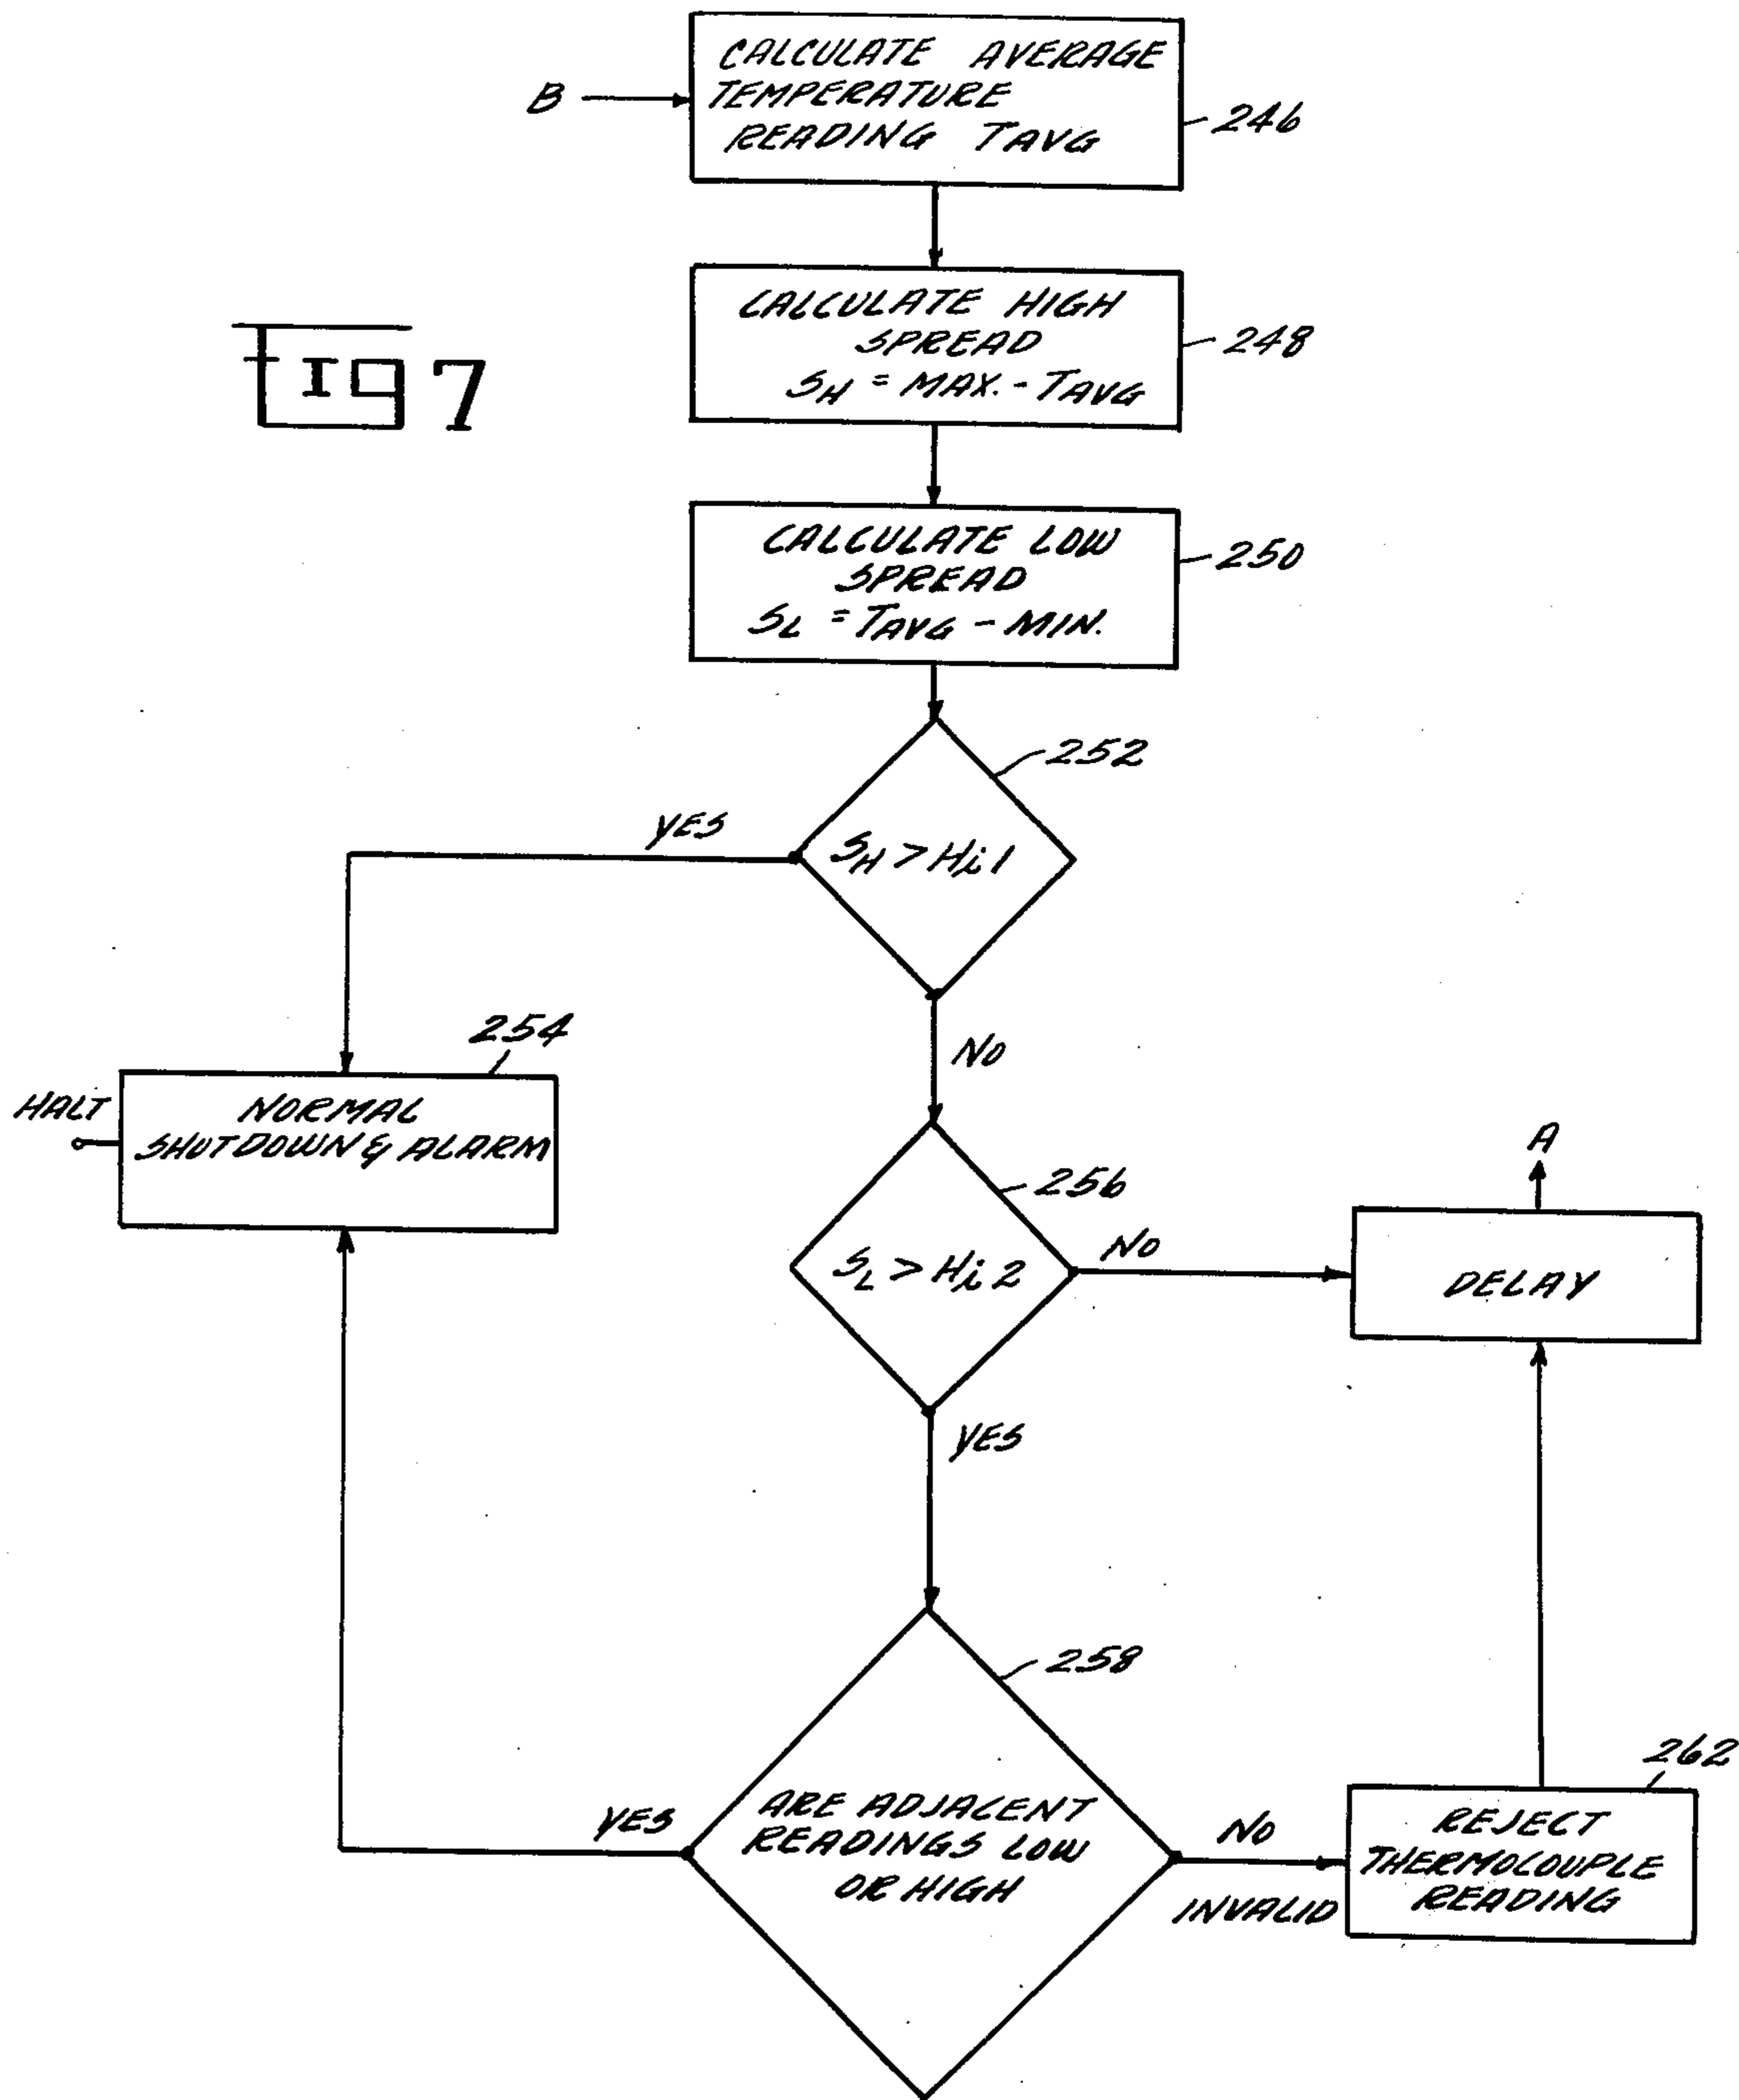 CALCULATE AVERAGE
TEMPERATURE
READING TAVG
B
246
CALCULATE HIGH
SPREAD
SH = MAX. - TAVG
248
Fig 7
CALCULATE LOW
SPREAD
SL = TAVG - MIN.
250
252
YES
SH > Hi 1
NO
254
HALT
NORMAL
SHUTDOWN & ALARM
A
256
SL > Hi 2
NO
DELAY
YES
258
262
ARE ADJACENT
READINGS LOW
OR HIGH
YES
NO
INVALID
REJECT
THERMOCOUPLE
READING